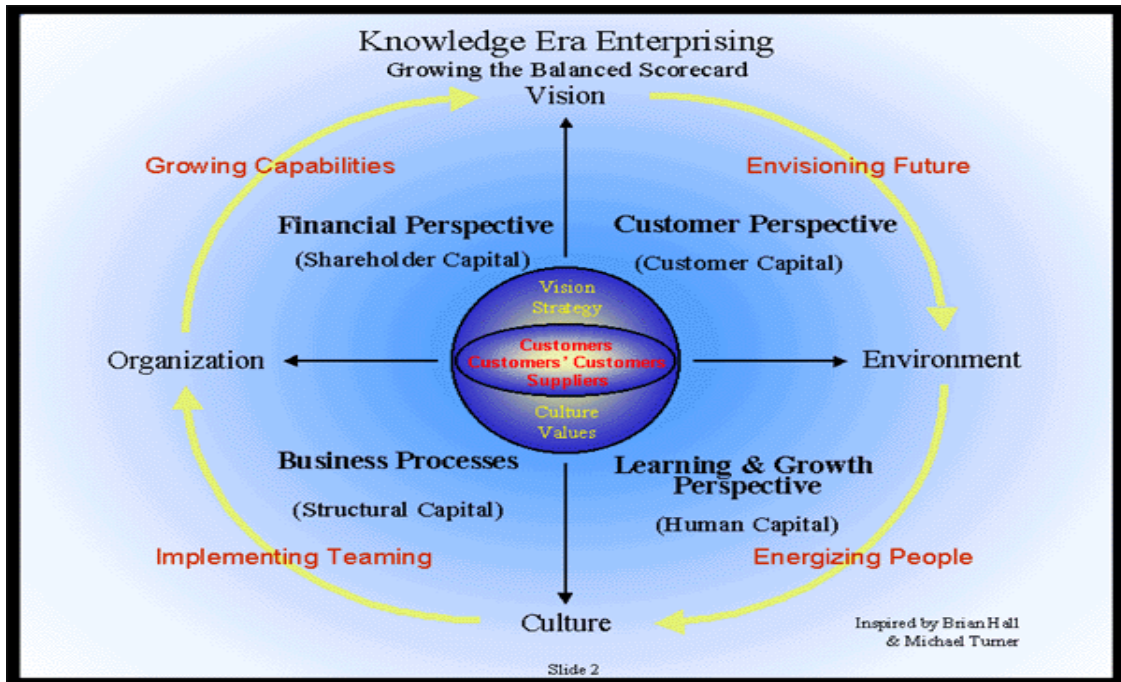 Knowledge Era Enterprising
Growing the Balanced Scorecard
Vision
Growing Capabilities
Envisioning Future
Financial Perspective
(Shareholder Capital)
Customer Perspective
(Customer Capital)
Vision
Strategy
Organization
Customers
Customers' Customers
Suppliers
Environment
Culture
Values
Business Processes
(Structural Capital)
Learning & Growth
Perspective
(Human Capital)
Implementing Teaming
Energizing People
Culture
Inspired by Brian Hall
& Michael Turner
Slide 2